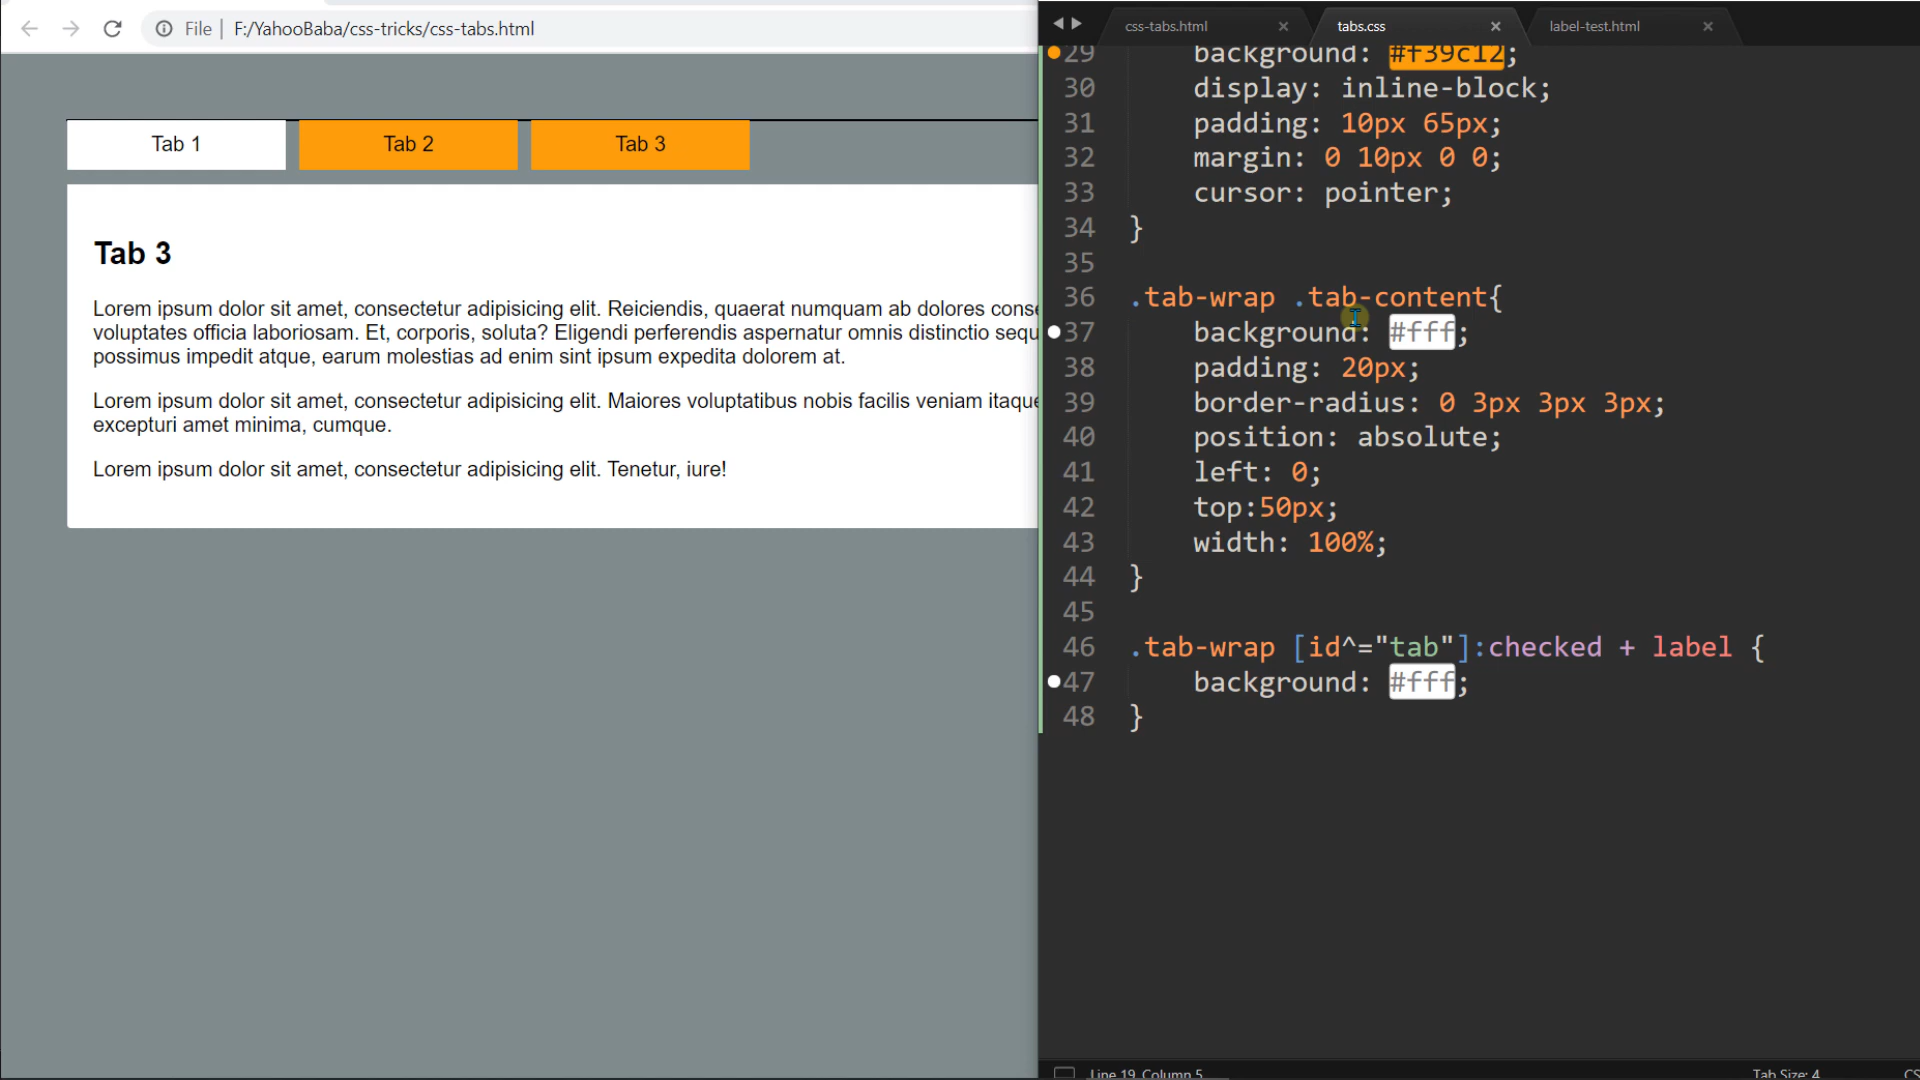 File F:/YahooBaba/css-tricks/css-tabs.html
Tab 1 Tab 2 Tab 3
Tab 3
Lorem ipsum dolor sit amet, consectetur adipisicing elit. Reiciendis, quaerat numquam ab dolores conse
voluptates officia laboriosam. Et, corporis, soluta? Eligendi perferendis aspernatur omnis distinctio sequ
possimus impedit atque, earum molestias ad enim sint ipsum expedita dolorem at.
Lorem ipsum dolor sit amet, consectetur adipisicing elit. Maiores voluptatibus nobis facilis veniam itaque
excepturi amet minima, cumque.
Lorem ipsum dolor sit amet, consectetur adipisicing elit. Tenetur, iure!
css-tabs.html tabs.css label-test.html
29 background: #f39c12;
30 display: inline-block;
31 padding: 10px 65px;
32 margin: 0 10px 0 0;
33 cursor: pointer;
34 }
35
36 .tab-wrap .tab-content{
37 background: #fff;
38 padding: 20px;
39 border-radius: 0 3px 3px 3px;
40 position: absolute;
41 left: 0;
42 top:50px;
43 width: 100%;
44 }
45
46 .tab-wrap [id^="tab"]:checked + label {
47 background: #fff;
48 }
Line 19, Column 5 Tab Size: 4 CS